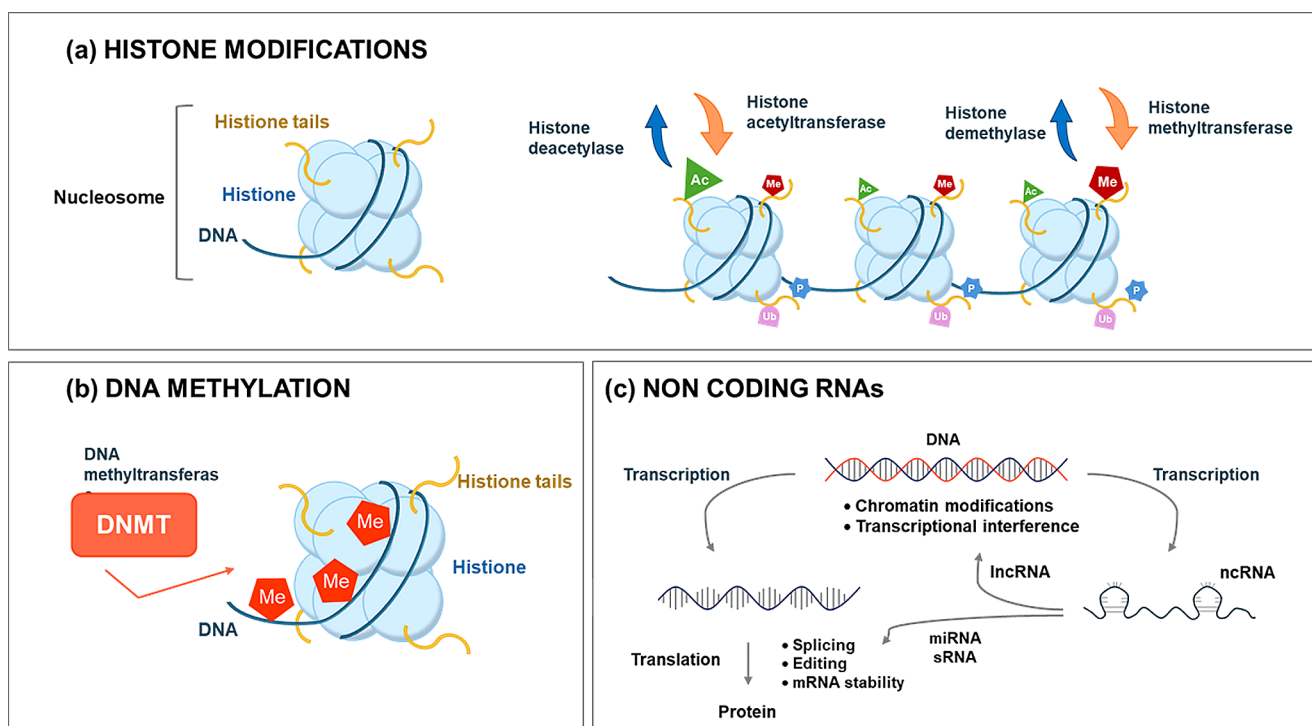 (a) HISTONE MODIFICATIONS
Nucleosome
Histione tails
Histione
DNA
Histone
deacetylase
Histone
acetyltransferase
Histone
demethylase
Histone
methyltransferase
Ac
Me
Ac
Me
Ac
Me
P
P
P
Ub
Ub
Ub
(b) DNA METHYLATION
DNA
methyltransferas
DNMT
Histione tails
Me
Me
Me
Histione
DNA
(c) NON CODING RNAs
DNA
Transcription
Transcription
• Chromatin modifications
• Transcriptional interference
lncRNA
ncRNA
miRNA
sRNA
Translation
• Splicing
• Editing
• mRNA stability
Protein